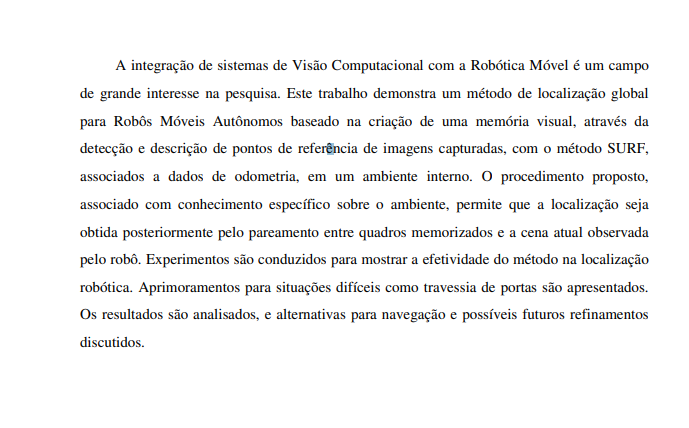 A integração de sistemas de Visão Computacional com a Robótica Móvel é um campo
de grande interesse na pesquisa. Este trabalho demonstra um método de localização global
para Robôs Móveis Autônomos baseado na criação de uma memória visual, através da
detecção e descrição de pontos de referência de imagens capturadas, com o método SURF,
associados a dados de odometria, em um ambiente interno. O procedimento proposto,
associado com conhecimento específico sobre o ambiente, permite que a localização seja
obtida posteriormente pelo pareamento entre quadros memorizados e a cena atual observada
pelo robô. Experimentos são conduzidos para mostrar a efetividade do método na localização
robótica. Aprimoramentos para situações difíceis como travessia de portas são apresentados.
Os resultados são analisados, e alternativas para navegação e possíveis futuros refinamentos
discutidos.